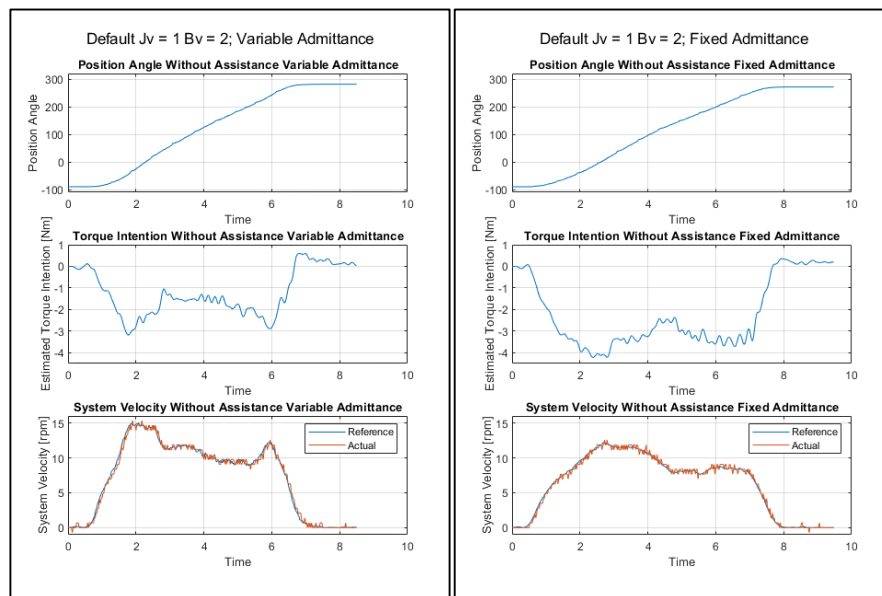 Default Jv = 1 Bv = 2; Variable Admittance
Position Angle Without Assistance Variable Admittance
Position Angle
300
200
100
0
-100
0 2 4 6 8 10
Time
Torque Intention Without Assistance Variable Admittance
Estimated Torque Intention [Nm]
1
0
-1
-2
-3
-4
0 2 4 6 8 10
Time
System Velocity Without Assistance Variable Admittance
System Velocity [rpm]
15
10
5
0
Reference
Actual
0 2 4 6 8 10
Time
Default Jv = 1 Bv = 2; Fixed Admittance
Position Angle Without Assistance Fixed Admittance
Position Angle
300
200
100
0
-100
0 2 4 6 8 10
Time
Torque Intention Without Assistance Fixed Admittance
Estimated Torque Intention [Nm]
1
0
-1
-2
-3
-4
0 2 4 6 8 10
Time
System Velocity Without Assistance Fixed Admittance
System Velocity [rpm]
15
10
5
0
Reference
Actual
0 2 4 6 8 10
Time